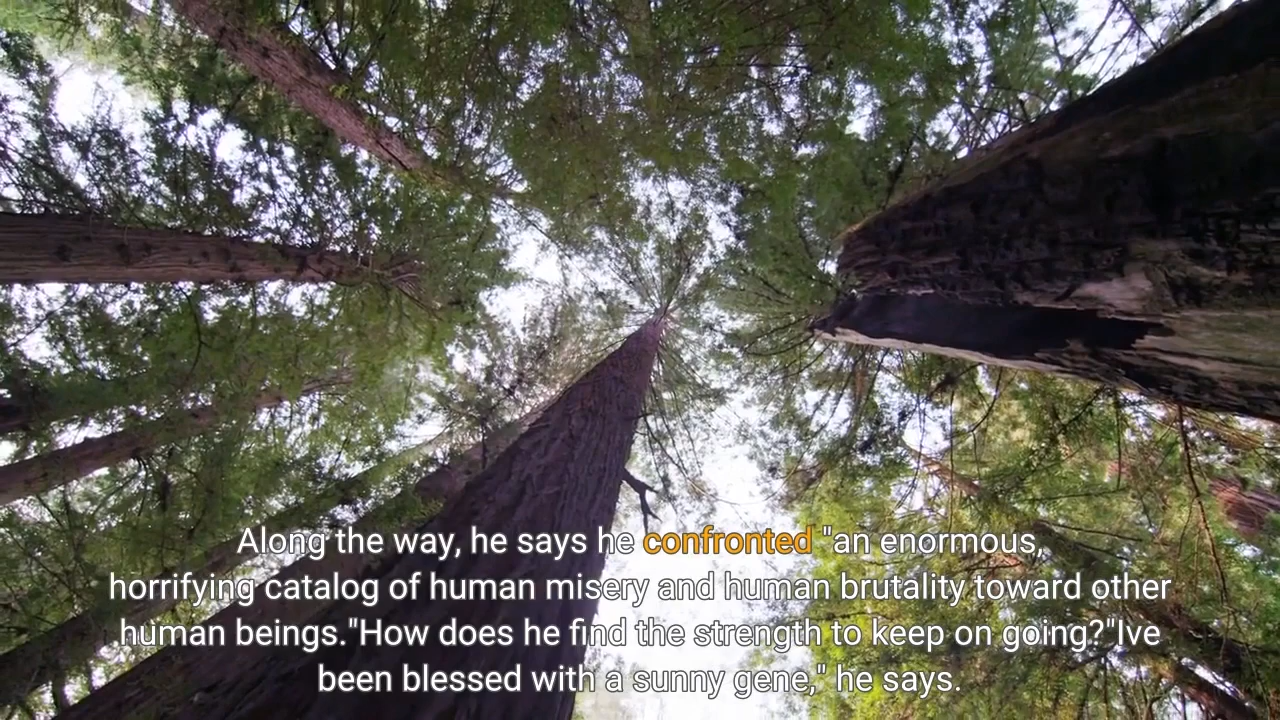 Along the way, he says he confronted "an enormous,
horrifying catalog of human misery and human brutality toward other
human beings."How does he find the strength to keep on going?"Ive
been blessed with a sunny gene," he says.